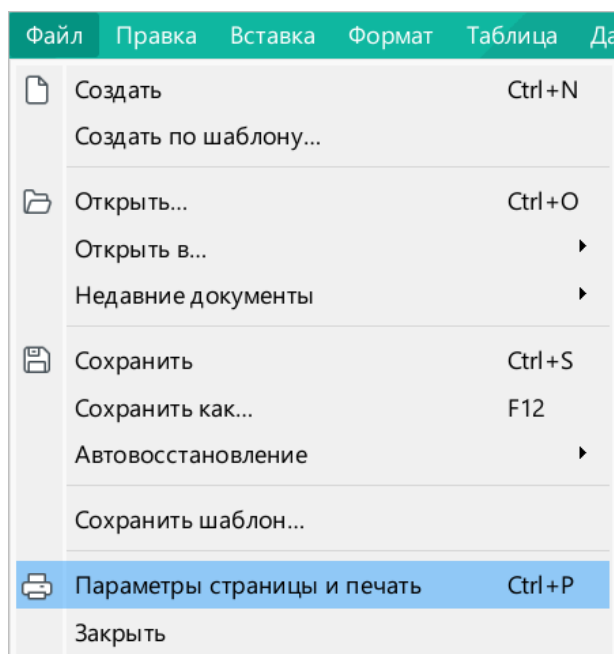 Файл Правка Вставка Формат Таблица Да
Создать Ctrl+N
Создать по шаблону...
Открыть... Ctrl+O
Открыть в...
Недавние документы
Сохранить Ctrl+S
Сохранить как... F12
Автовосстановление
Сохранить шаблон...
Параметры страницы и печать Ctrl+P
Закрыть